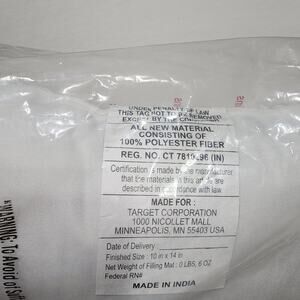 UNDER PENALTY OF LAW
THIS TAG NOT TO BE REMOVED
EXCEPT BY THE CONSUMER
ALL NEW MATERIAL
CONSISTING OF
100% POLYESTER FIBER
REG. NO. CT 7810496 (IN)
Certification is made by the manufacturer
that the materials in this article are
described in accordance with law.
MADE FOR :
TARGET CORPORATION
1000 NICOLLET MALL
MINNEAPOLIS, MN 55403 USA
Date of Delivery:
Finished Size : 10 in x 14 in
Net Weight of Filling Mat : 0 LBS, 6 OZ
Federal RN#
MADE IN INDIA
WARNING: To Avoid